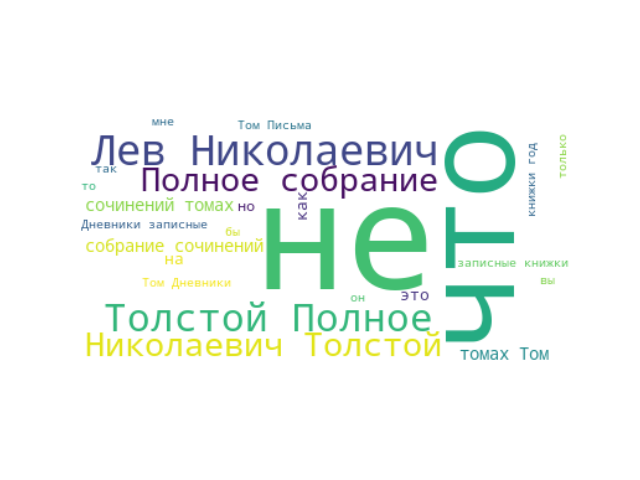 мне
Том Письма
Лев Николаевич
так
Полное собрание
то
сочинений томах
но
как
не
что
книжки год
только
Дневники записные
бы
собрание сочинений
на
записные книжки
Том Дневники
вы
он
это
Толстой Полное
Николаевич Толстой
томах Том